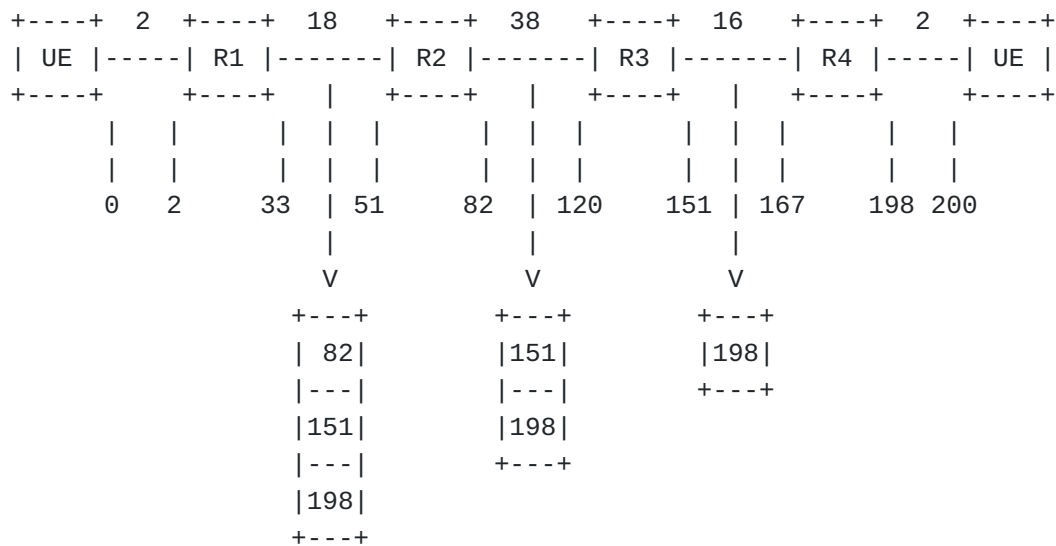 +----+  2  +----+  18   +----+  38   +----+  16   +----+  2  +----+
| UE |-----| R1 |-------| R2 |-------| R3 |-------| R4 |-----| UE |
+----+     +----+   |   +----+   |   +----+   |   +----+     +----+
      |   |      |  |  |      |  |  |      |  |  |      |   |
      |   |      |  |  |      |  |  |      |  |  |      |   |
      0   2     33  | 51     82  | 120    151 | 167    198 200
                    |            |            |
                    V            V            V
                  +---+        +---+        +---+
                  | 82|        |151|        |198|
                  |---|        |---|        +---+
                  |151|        |198|
                  |---|        +---+
                  |198|
                  +---+